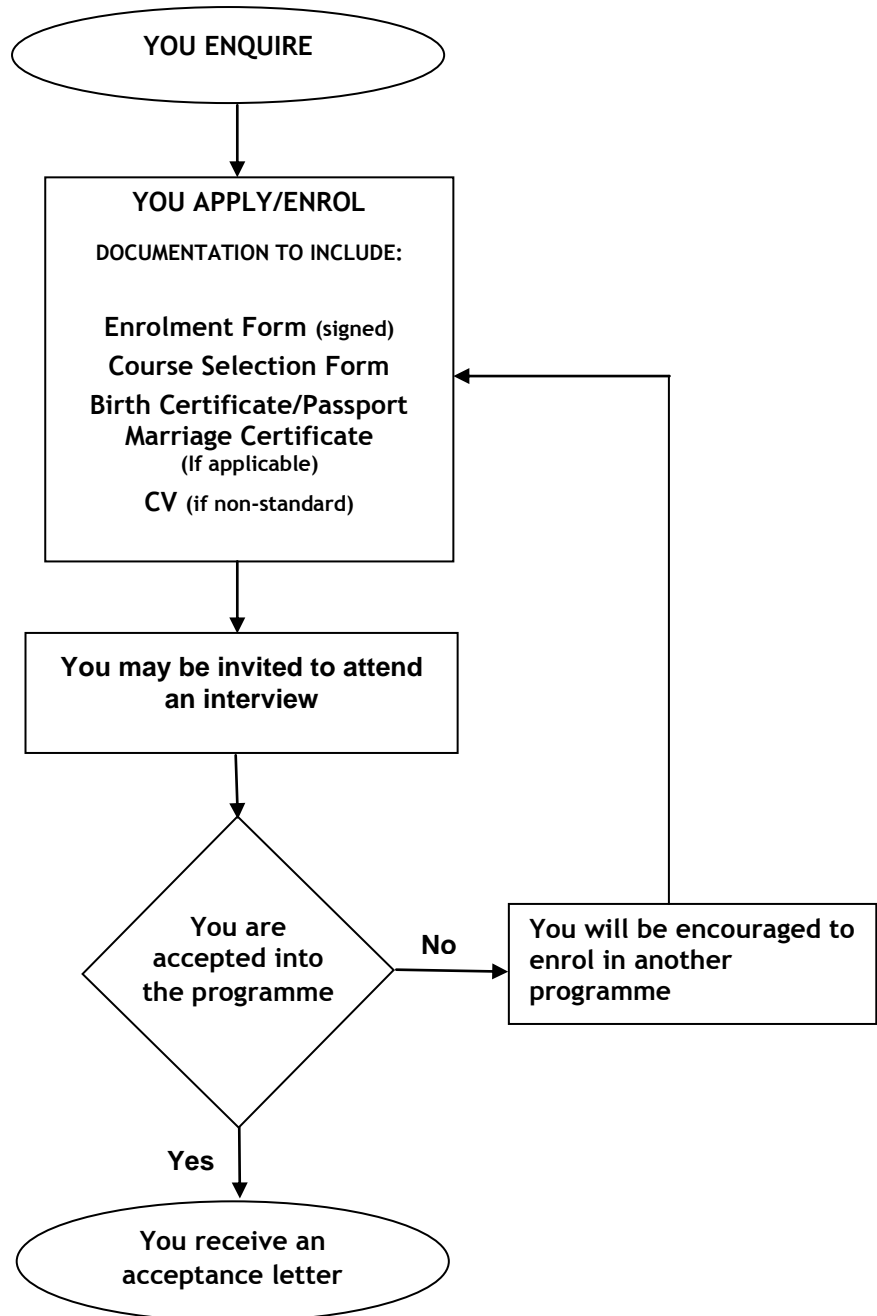 YOU ENQUIRE
YOU APPLY/ENROL
DOCUMENTATION TO INCLUDE:
Enrolment Form (signed)
Course Selection Form
Birth Certificate/Passport
Marriage Certificate
(If applicable)
CV (if non-standard)
You may be invited to attend
an interview
You are
accepted into
the programme
No
You will be encouraged to
enrol in another
programme
Yes
You receive an
acceptance letter